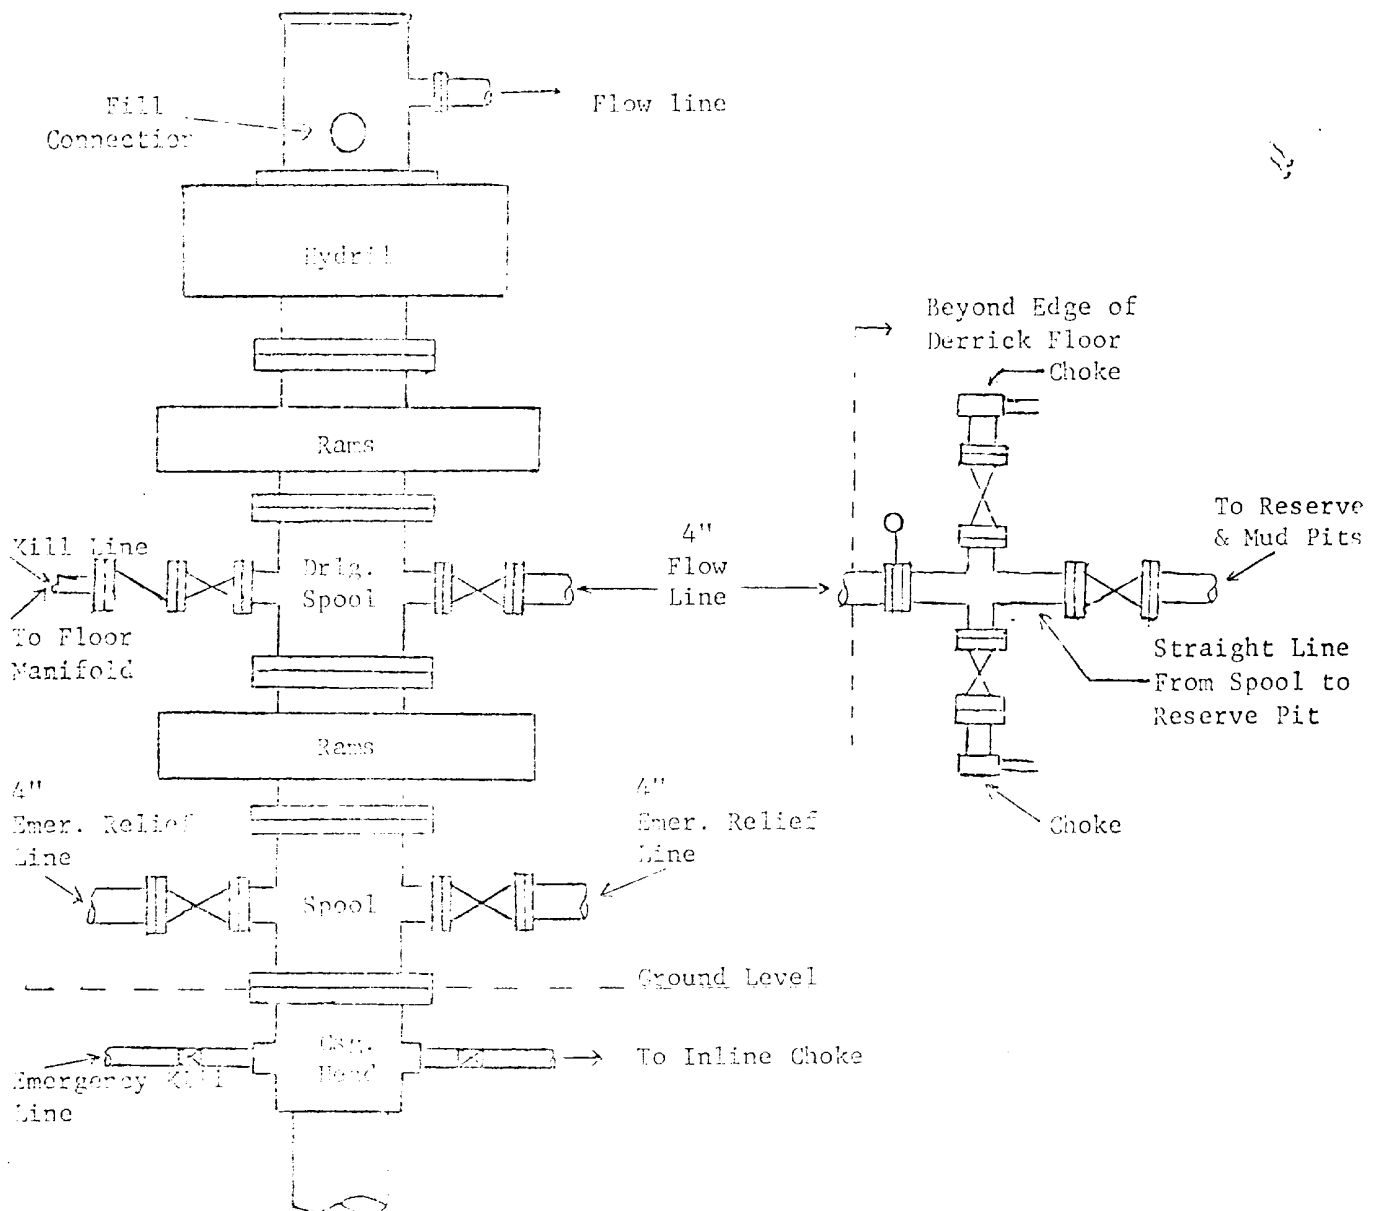 Fill
Connection
Flow line
Hydril
Beyond Edge of
Derrick Floor
Choke
Rams
To Reserve
& Mud Pits
Kill Line
Drlg.
Spool
4"
Flow
Line
To Floor
Manifold
Straight Line
From Spool to
Reserve Pit
Rams
4"
Emer. Relief
Line
4"
Emer. Relief
Line
Choke
Spool
Ground Level
Csg.
Head
To Inline Choke
Emergency Kill
Line